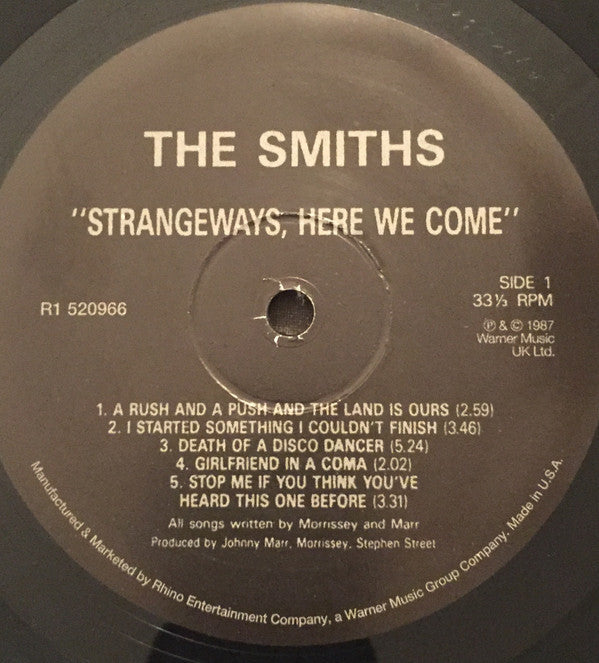 THE SMITHS
"STRANGEWAYS, HERE WE COME"
R1 520966
SIDE 1
33⅓ RPM
℗ & © 1987
Warner Music
UK Ltd.
1. A RUSH AND A PUSH AND THE LAND IS OURS (2.59)
2. I STARTED SOMETHING I COULDN'T FINISH (3.46)
3. DEATH OF A DISCO DANCER (5.24)
4. GIRLFRIEND IN A COMA (2.02)
5. STOP ME IF YOU THINK YOU'VE
HEARD THIS ONE BEFORE (3.31)
All songs written by Morrissey and Marr
Produced by Johnny Marr, Morrissey, Stephen Street
Manufactured & Marketed by Rhino Entertainment Company, a Warner Music Group Company. Made in U.S.A.